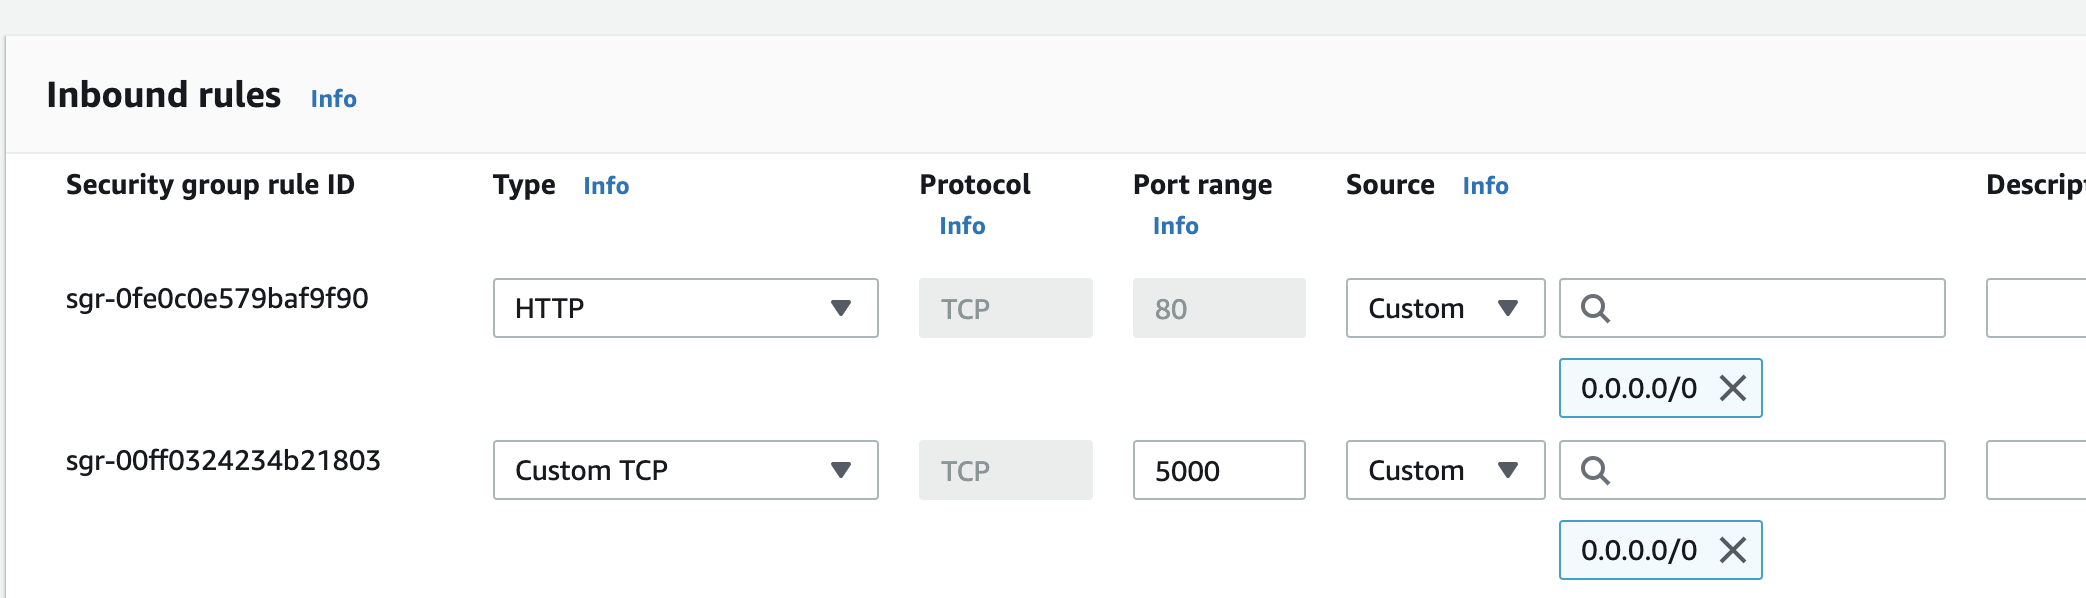 Inbound rules Info
Security group rule ID Type Info Protocol Info Port range Info Source Info Descript
sgr-0fe0c0e579baf9f90 HTTP TCP 80 Custom
0.0.0.0/0
sgr-00ff0324234b21803 Custom TCP TCP 5000 Custom
0.0.0.0/0